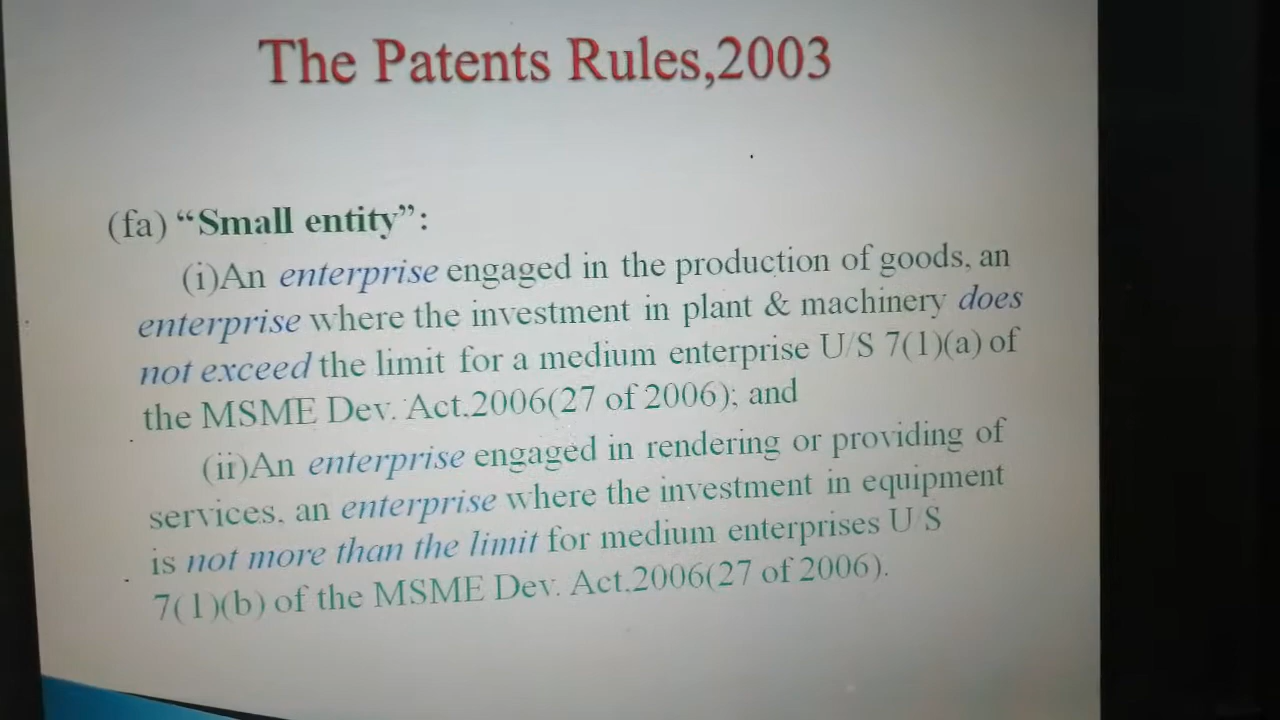 The Patents Rules,2003
(fa) “Small entity”:
(i)An enterprise engaged in the production of goods, an
enterprise where the investment in plant & machinery does
not exceed the limit for a medium enterprise U/S 7(1)(a) of
the MSME Dev. Act.2006(27 of 2006); and
(ii)An enterprise engaged in rendering or providing of
services, an enterprise where the investment in equipment
is not more than the limit for medium enterprises U/S
7(1)(b) of the MSME Dev. Act.2006(27 of 2006).